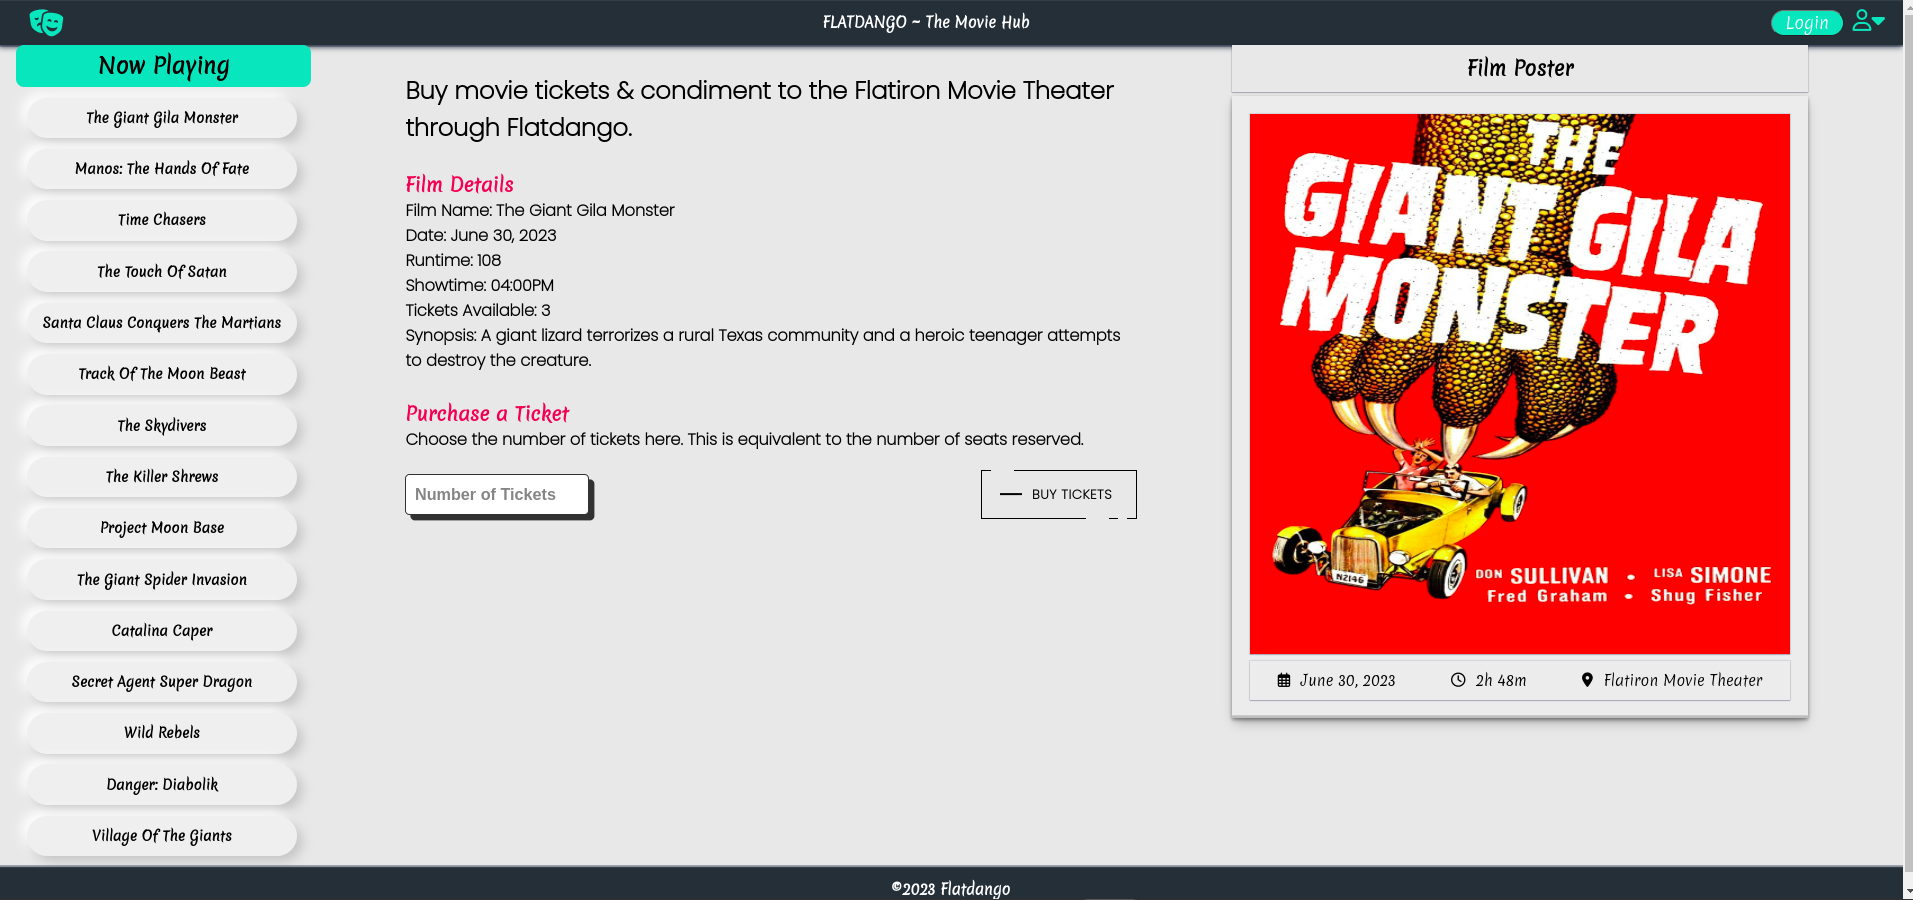 FLATDANGO ~ The Movie Hub
Login
Now Playing
The Giant Gila Monster
Manos: The Hands Of Fate
Time Chasers
The Touch Of Satan
Santa Claus Conquers The Martians
Track Of The Moon Beast
The Skydivers
The Killer Shrews
Project Moon Base
The Giant Spider Invasion
Catalina Caper
Secret Agent Super Dragon
Wild Rebels
Danger: Diabolik
Village Of The Giants
Buy movie tickets & condiment to the Flatiron Movie Theater
through Flatdango.
Film Details
Film Name: The Giant Gila Monster
Date: June 30, 2023
Runtime: 108
Showtime: 04:00PM
Tickets Available: 3
Synopsis: A giant lizard terrorizes a rural Texas community and a heroic teenager attempts
to destroy the creature.
Purchase a Ticket
Choose the number of tickets here. This is equivalent to the number of seats reserved.
Number of Tickets
BUY TICKETS
Film Poster
THE
GIANT GILA
MONSTER
N2146
DON SULLIVAN • LISA SIMONE
Fred Graham • Shug Fisher
June 30, 2023
2h 48m
Flatiron Movie Theater
©2023 Flatdango